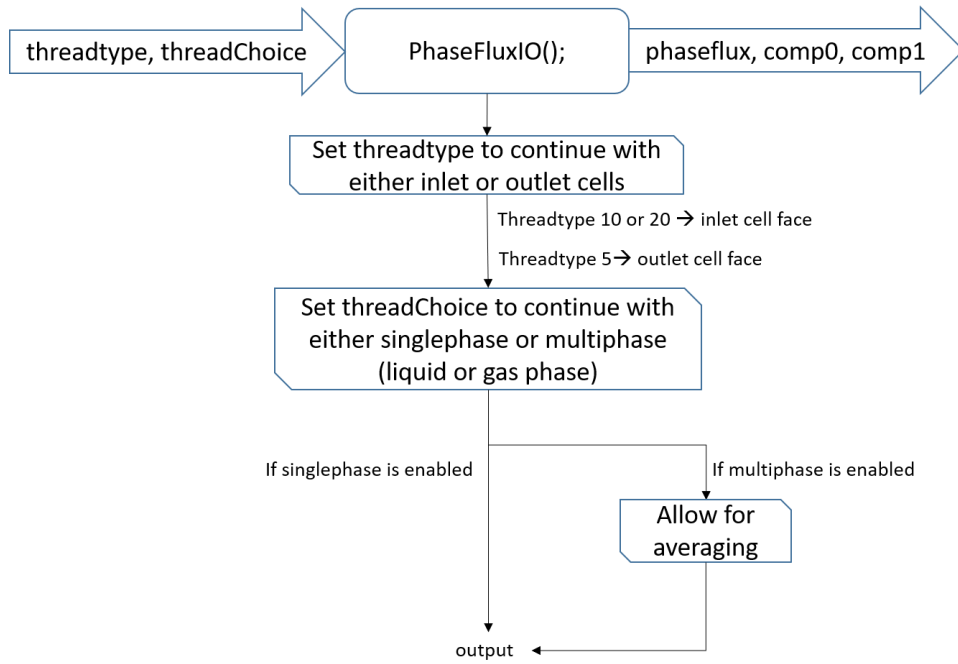 threadtype, threadChoice
PhaseFluxIO();
phaseflux, comp0, comp1
Set threadtype to continue with
either inlet or outlet cells
Threadtype 10 or 20 → inlet cell face
Threadtype 5→ outlet cell face
Set threadChoice to continue with
either singlephase or multiphase
(liquid or gas phase)
If singlephase is enabled
If multiphase is enabled
Allow for
averaging
output